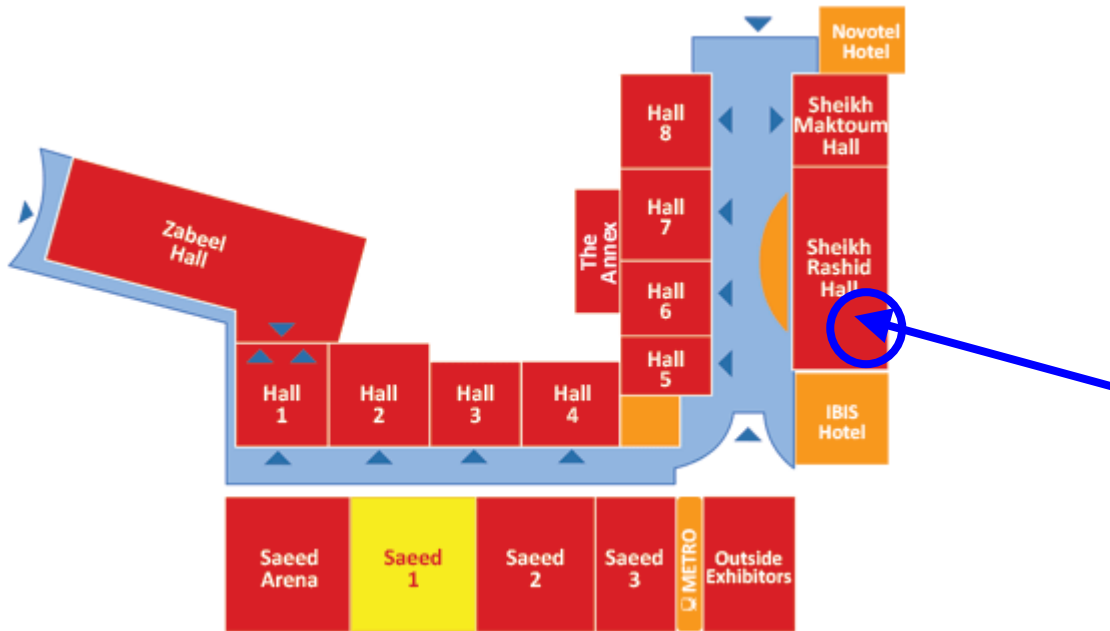 Novotel
Hotel
Hall
8
Sheikh
Maktoum
Hall
Hall
7
Zabeel
Hall
The
Annex
Sheikh
Rashid
Hall
Hall
6
Hall
5
Hall
1
Hall
2
Hall
3
Hall
4
IBIS
Hotel
Saeed
Arena
Saeed
1
Saeed
2
Saeed
3
METRO
Outside
Exhibitors